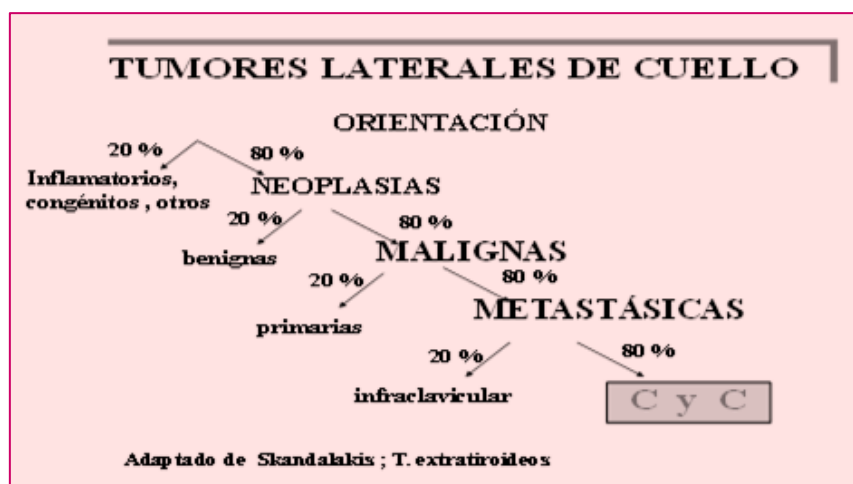 TUMORES LATERALES DE CUELLO
ORIENTACIÓN
20 % 80 %
Inflamatorios,
congénitos , otros
NEOPLASIAS
20 % 80 %
benignas
MALIGNAS
20 % 80 %
primarias
METASTÁSICAS
20 % 80 %
infraclavicular
C y C
Adaptado de Skandalakis ; T. extratiroideos